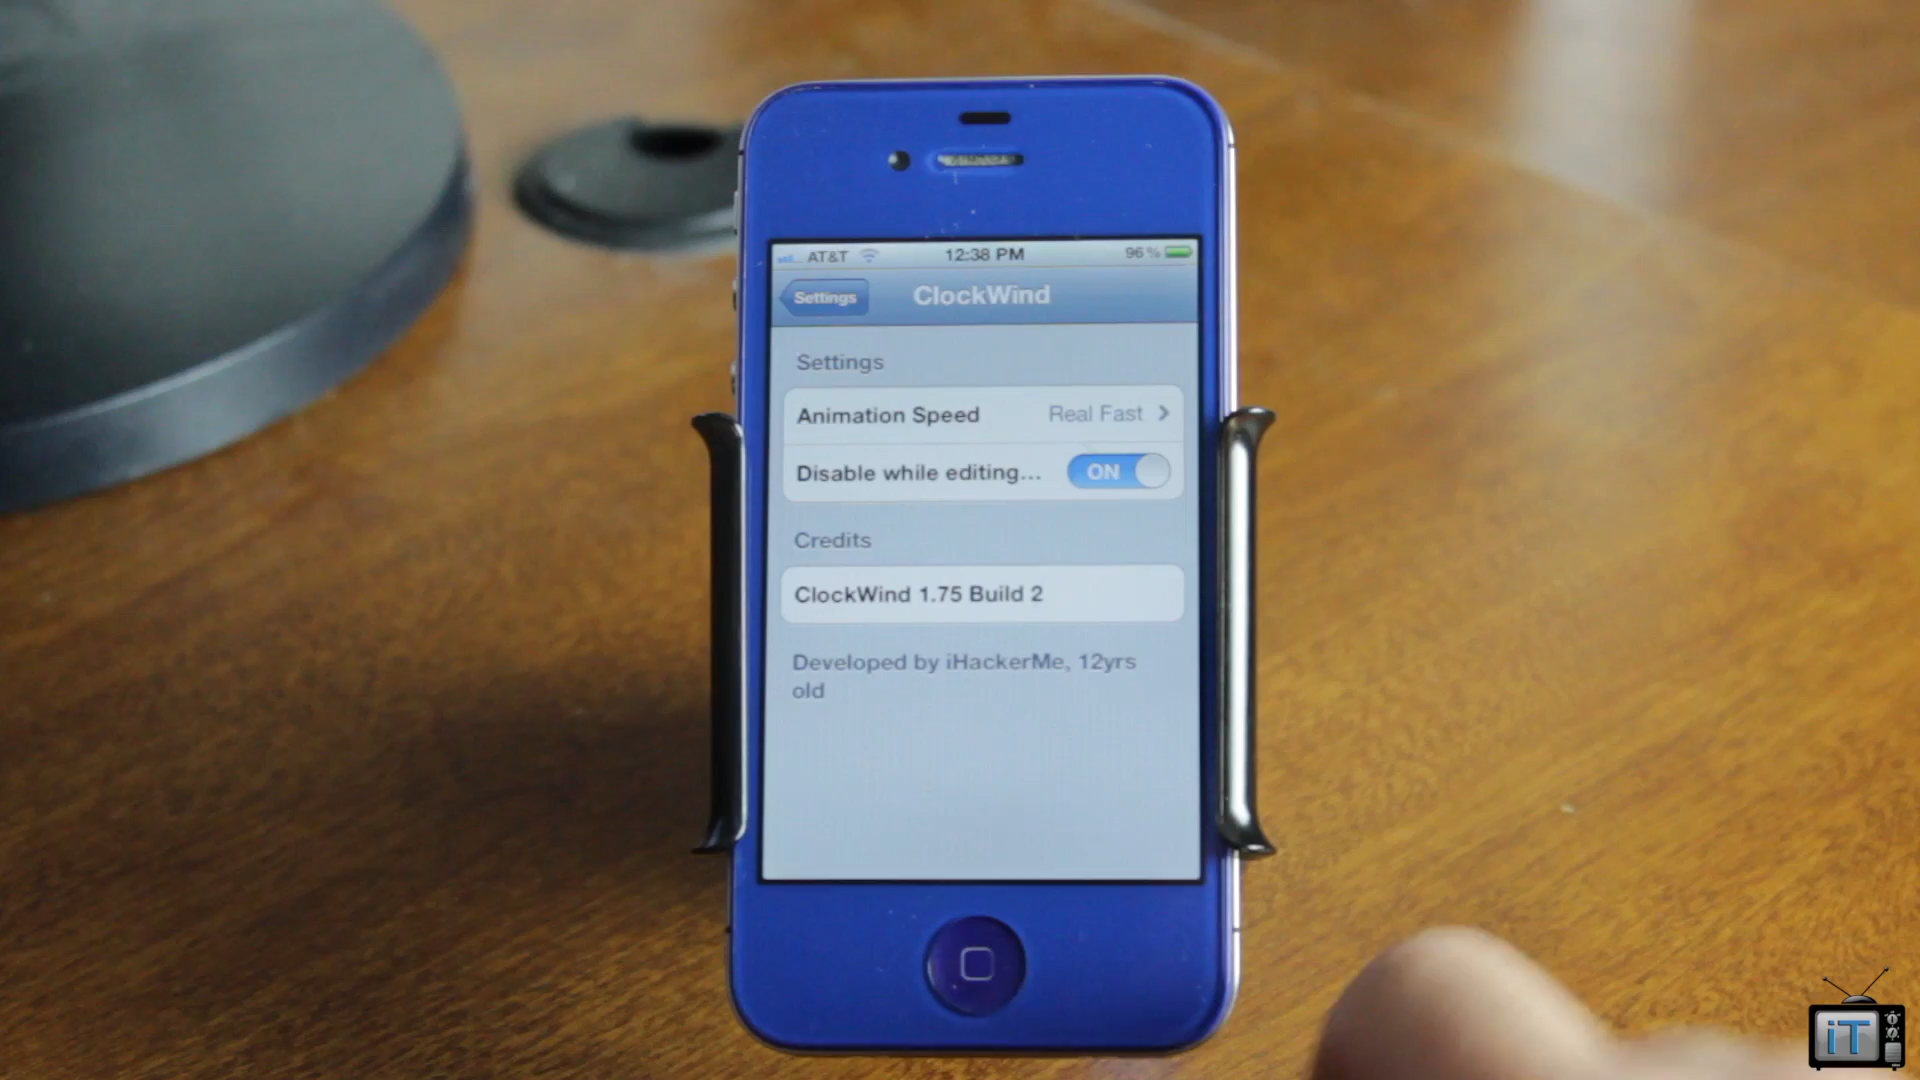 AT&T 12:38 PM 96%
Settings ClockWind
Settings
Animation Speed Real Fast
Disable while editing... ON
Credits
ClockWind 1.75 Build 2
Developed by iHackerMe, 12yrs
old
iT